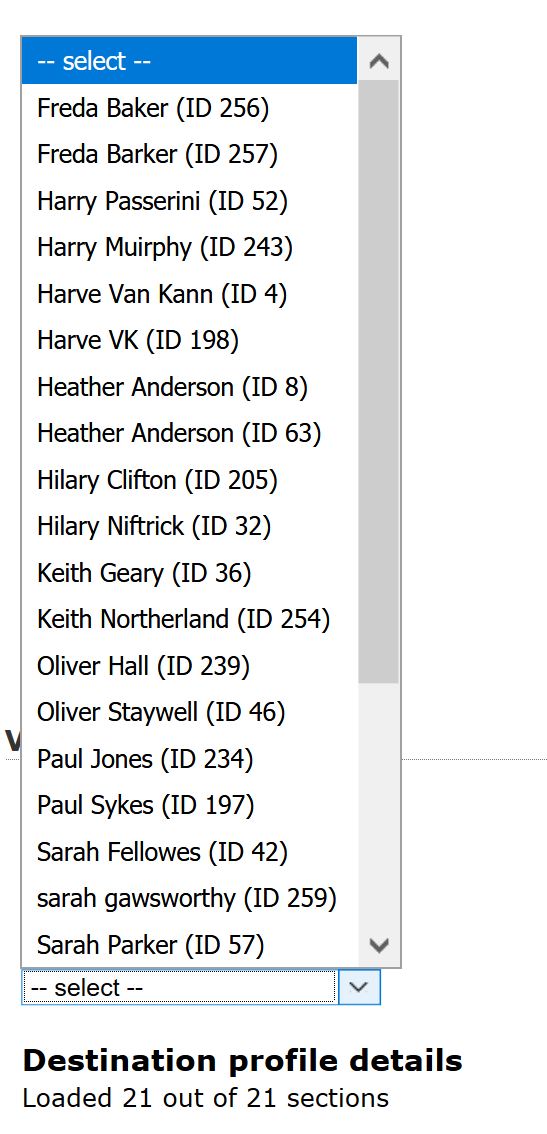 -- select --
Freda Baker (ID 256)
Freda Barker (ID 257)
Harry Passerini (ID 52)
Harry Muirphy (ID 243)
Harve Van Kann (ID 4)
Harve VK (ID 198)
Heather Anderson (ID 8)
Heather Anderson (ID 63)
Hilary Clifton (ID 205)
Hilary Niftrick (ID 32)
Keith Geary (ID 36)
Keith Northerland (ID 254)
Oliver Hall (ID 239)
Oliver Staywell (ID 46)
Paul Jones (ID 234)
Paul Sykes (ID 197)
Sarah Fellowes (ID 42)
sarah gawsworthy (ID 259)
Sarah Parker (ID 57)
-- select --
Destination profile details
Loaded 21 out of 21 sections